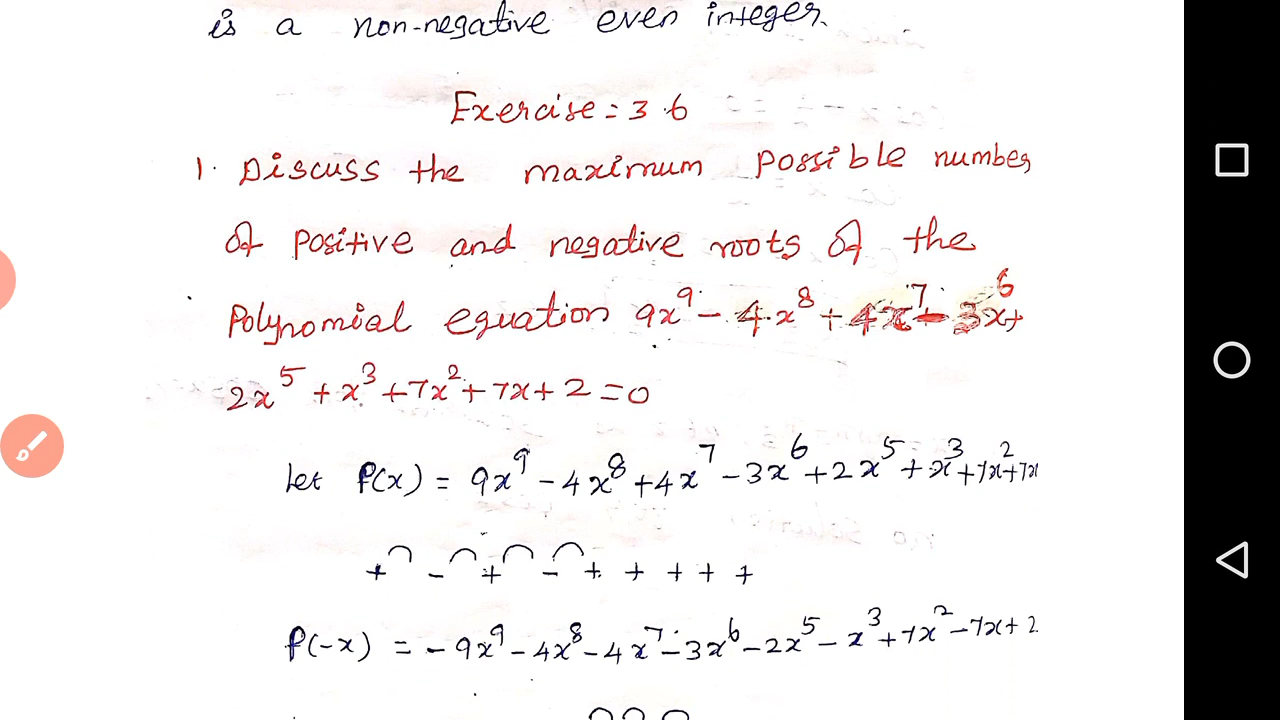 is a non-negative even integer.
Exercise = 3.6
1. Discuss the maximum possible number
of positive and negative roots of the
Polynomial equation 9x⁹ - 4x⁸ + 4x⁷ - 3x⁶ +
2x⁵ + x³ + 7x² + 7x + 2 = 0
Let P(x) = 9x⁹ - 4x⁸ + 4x⁷ - 3x⁶ + 2x⁵ + x³ + 7x² + 7x
+ - + - + + + + +
P(-x) = -9x⁹ - 4x⁸ - 4x⁷ - 3x⁶ - 2x⁵ - x³ + 7x² - 7x + 2